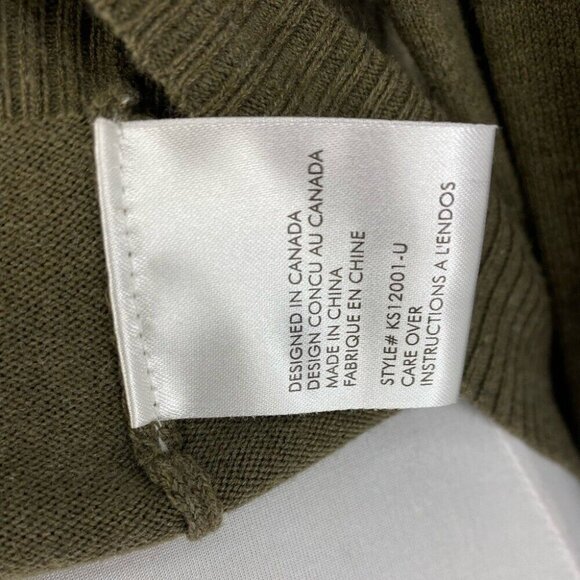 DESIGNED IN CANADA
DESIGN CONCU AU CANADA
MADE IN CHINA
FABRIQUE EN CHINE
STYLE# KS12001-U
CARE OVER
INSTRUCTIONS A L'ENDOS